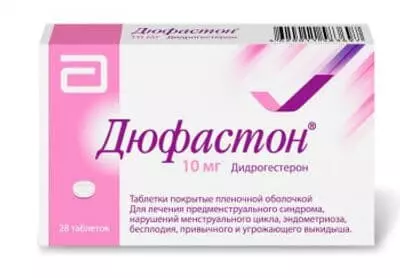 10 мг Дидрогестерон
Дюфастон®
10 мг Дидрогестерон
Таблетки покрытые пленочной оболочкой
Для лечения предменструального синдрома,
нарушений менструального цикла, эндометриоза,
бесплодия, привычного и угрожающего выкидыша.
28 таблеток